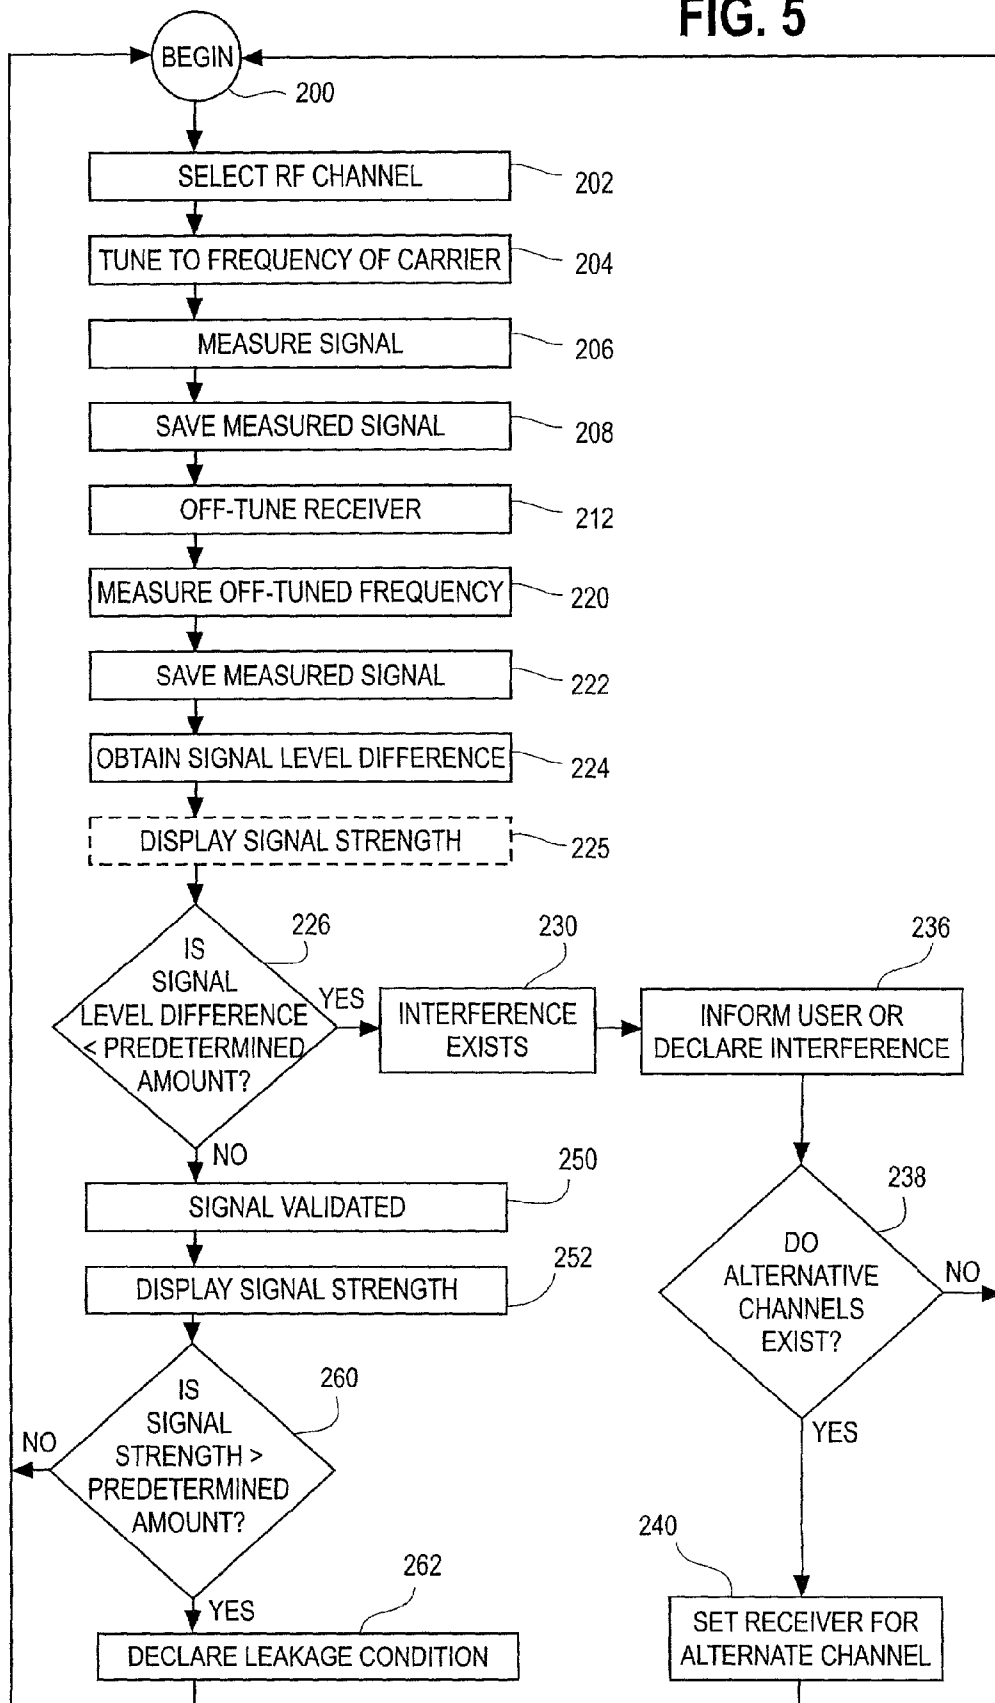 FIG. 5
BEGIN
200
SELECT RF CHANNEL
202
TUNE TO FREQUENCY OF CARRIER
204
MEASURE SIGNAL
206
SAVE MEASURED SIGNAL
208
OFF-TUNE RECEIVER
212
MEASURE OFF-TUNED FREQUENCY
220
SAVE MEASURED SIGNAL
222
OBTAIN SIGNAL LEVEL DIFFERENCE
224
DISPLAY SIGNAL STRENGTH
225
226
IS
SIGNAL
LEVEL DIFFERENCE
< PREDETERMINED
AMOUNT?
YES
230
INTERFERENCE
EXISTS
236
INFORM USER OR
DECLARE INTERFERENCE
NO
250
SIGNAL VALIDATED
252
DISPLAY SIGNAL STRENGTH
238
DO
ALTERNATIVE
CHANNELS
EXIST?
NO
YES
260
IS
SIGNAL
STRENGTH >
PREDETERMINED
AMOUNT?
NO
YES
262
DECLARE LEAKAGE CONDITION
240
SET RECEIVER FOR
ALTERNATE CHANNEL